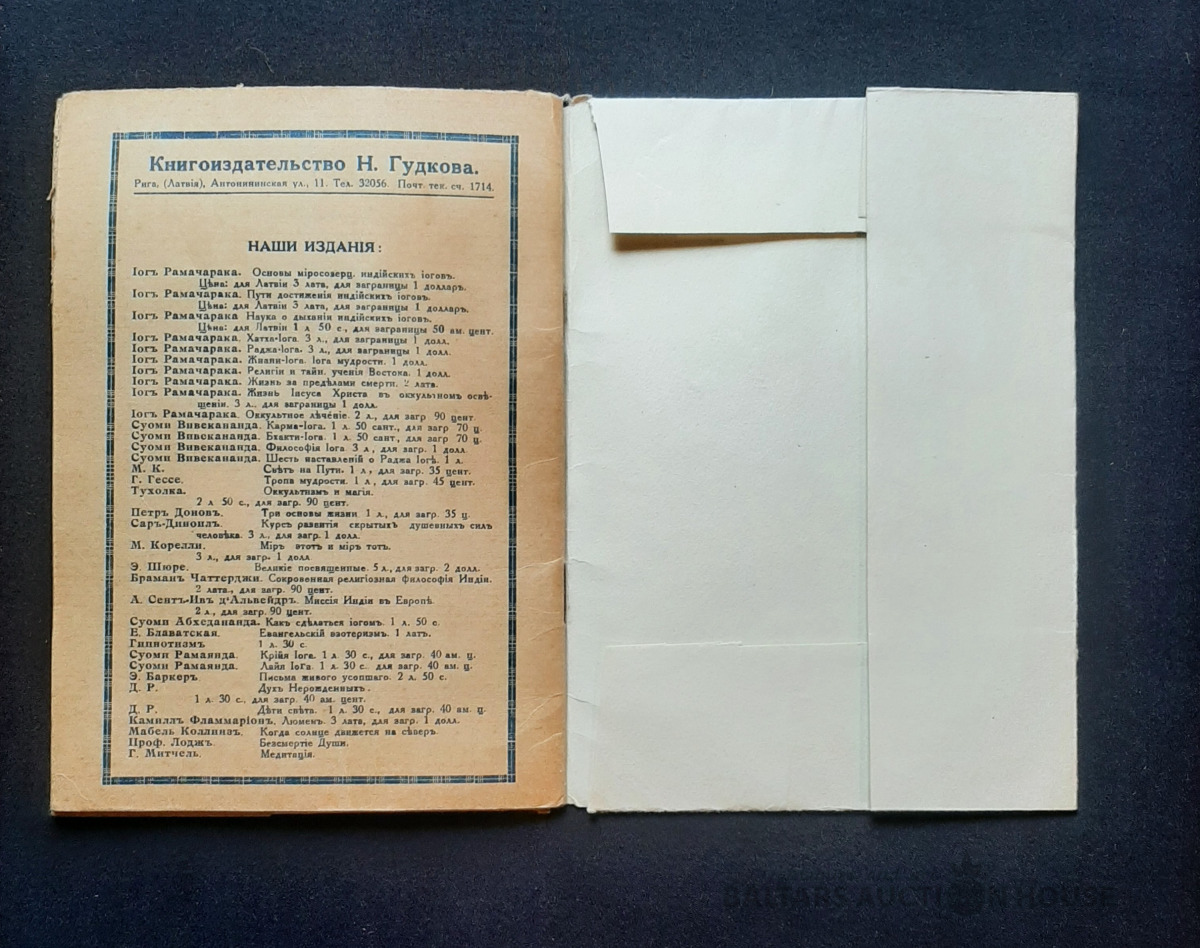 Книгоиздательство Н. Гудкова.
Рига, (Латвія), Антонининская ул., 11. Тел. 32056. Почт. тек. сч. 1714.
НАШИ ИЗДАНІЯ:
Іогъ Рамачарака. Основы міросозерц. индійскихъ іоговъ.
Цѣна: для Латвіи 3 лата, для заграницы 1 долларъ.
Іогъ Рамачарака. Пути достиженія индійскихъ іоговъ.
Цѣна: для Латвіи 3 лата, для заграницы 1 долларъ.
Іогъ Рамачарака Наука о дыханіи индійскихъ іоговъ.
Цѣна: для Латвіи 1 л 50 с., для заграницы 50 ам. цент.
Іогъ Рамачарака. Хатха-Іога. 3 л., для заграницы 1 долл.
Іогъ Рамачарака. Раджа-Іога. 3 л., для заграницы 1 долл.
Іогъ Рамачарака. Жнани-Іога. Іога мудрости. 1 долл.
Іогъ Рамачарака. Религіи и тайн. ученія Востока. 1 долл.
Іогъ Рамачарака. Жизнь за предѣлами смерти. 2 лата.
Іогъ Рамачарака. Жизнь Іисуса Христа въ оккультномъ освѣ-
щеніи. 3 л., для заграницы 1 долл.
Іогъ Рамачарака. Оккультное лѣченіе. 2 л., для загр 90 цент
Суоми Вивекананда. Карма-Іога. 1 л. 50 сант., для загр 70 ц.
Суоми Вивекананда. Бхакти-Іога. 1 л. 50 сант, для загр 70 ц.
Суоми Вивекананда. Философія Іога 3 л, для загр. 1 долл
Суоми Вивекананда. Шесть наставленій о Раджа Іогѣ. 1 л.
М. К. Свѣтъ на Пути. 1 л, для загр. 35 цент.
Г. Гессе. Тропа мудрости. 1 л, для загр. 45 цент.
Тухолка. Оккультизмъ и магія.
2 л 50 с., для загр. 90 цент.
Петръ Доновъ. Три основы жизни 1 л., для загр. 35 ц.
Саръ-Диноилъ. Курсъ развитія скрытыхъ душевныхъ силъ
человѣка. 3 л., для загр. 1 долл.
М. Корелли. Міръ этотъ и міръ тотъ.
3 л., для загр. 1 долл
Э. Шюре. Великіе посвященные. 5 л., для загр. 2 долл.
Браманъ Чаттерджи. Сокровенная религіозная философія Индіи.
2 лата., для загр. 90 цент.
А. Сентъ-Ивъ д'Альвейдръ. Миссія Индіи въ Европѣ.
2 л., для загр. 90 цент.
Суоми Абхедананда. Какъ сдѣлаться іогомъ. 1 л. 50 с.
Е. Блаватская. Евангельскій эзотеризмъ. 1 латъ.
Гипнотизмъ 1 л. 30 с.
Суоми Рамаянда. Крійя Іога. 1 л. 30 с., для загр. 40 ам. ц.
Суоми Рамаянда. Лайя Іога. 1 л. 30 с. для загр. 40 ам. ц.
Э. Баркеръ. Письма живого усопшаго. 2 л. 50 с.
Д. Р. Духъ Нерожденныхъ.
1 л. 30 с., для загр. 40 ам. цент.
Д. Р. Дѣти свѣта. 1 л. 30 с., для загр. 40 ам. ц.
Камиллъ Фламмаріонъ. Люменъ. 3 лата, для загр. 1 долл.
Мабель Коллинзъ. Когда солнце движется на сѣверъ.
Проф. Лоджъ. Безсмертіе Души.
Г. Митчель. Медитація.
BALTARS AUCTION HOUSE